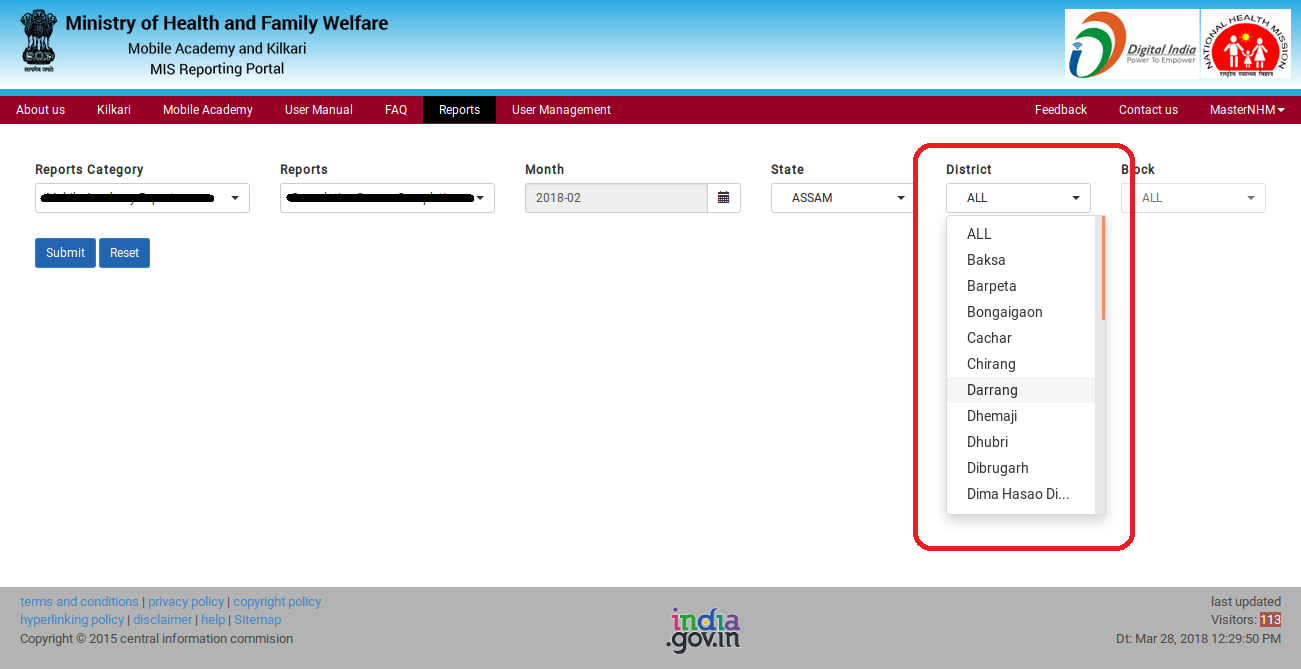 Ministry of Health and Family Welfare
Mobile Academy and Kilkari
MIS Reporting Portal
सत्यमेव जयते
Digital India
Power To Empower
NATIONAL HEALTH MISSION
राष्ट्रीय स्वास्थ्य मिशन
About us Kilkari Mobile Academy User Manual FAQ Reports User Management Feedback Contact us MasterNHM
Reports Category Reports Month State District Block
2018-02 ASSAM ALL ALL
Submit Reset
ALL
Baksa
Barpeta
Bongaigaon
Cachar
Chirang
Darrang
Dhemaji
Dhubri
Dibrugarh
Dima Hasao Di...
terms and conditions | privacy policy | copyright policy
hyperlinking policy | disclaimer | help | Sitemap
Copyright © 2015 central information commision
india
.gov.in
last updated
Visitors: 113
Dt: Mar 28, 2018 12:29:50 PM